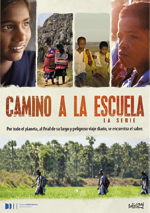 CAMINO A LA ESCUELA
LA SERIE
Por todo el planeta, al final de su largo y peligroso viaje diario, se encuentra el saber.